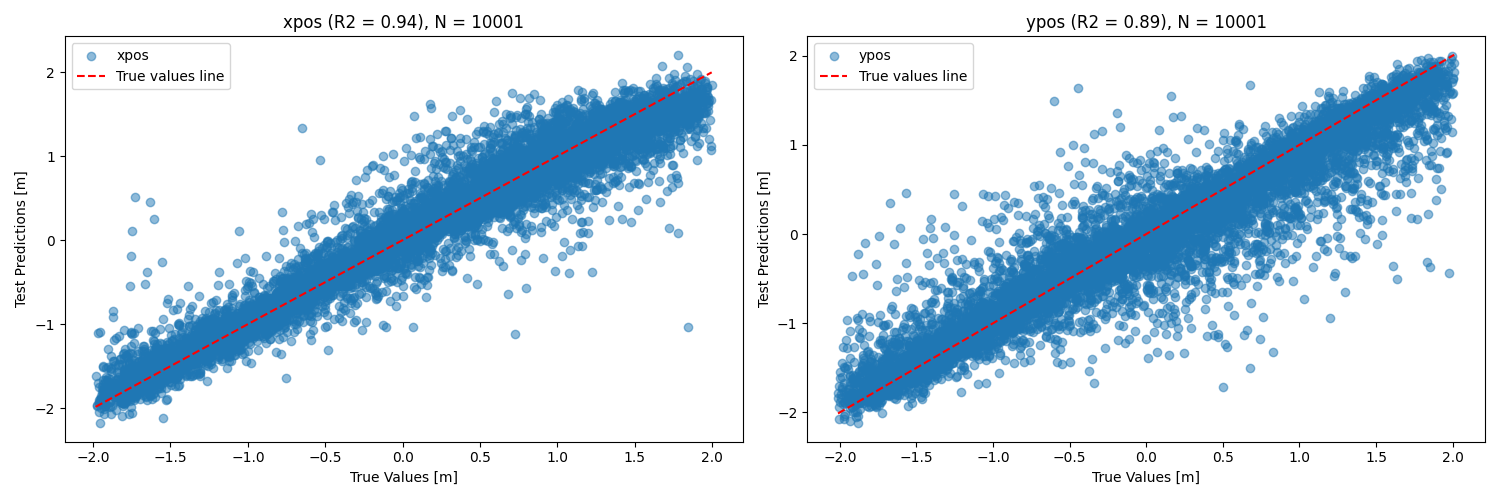 xpos (R2 = 0.94), N = 10001
xpos
True values line
Test Predictions [m]
2
1
0
−1
−2
−2.0 −1.5 −1.0 −0.5 0.0 0.5 1.0 1.5 2.0
True Values [m]
ypos (R2 = 0.89), N = 10001
ypos
True values line
Test Predictions [m]
2
1
0
−1
−2
−2.0 −1.5 −1.0 −0.5 0.0 0.5 1.0 1.5 2.0
True Values [m]